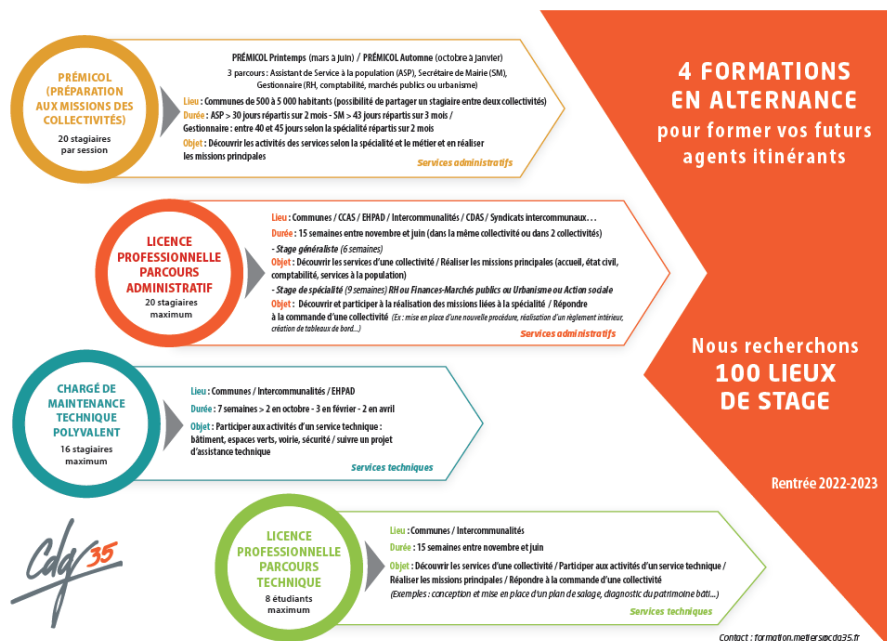 PRÉMICOL
(PRÉPARATION
AUX MISSIONS DES
COLLECTIVITÉS)
20 stagiaires
par session
PRÉMICOL Printemps (mars à juin) / PRÉMICOL Automne (octobre à janvier)
3 parcours : Assistant de Service à la population (ASP), Secrétaire de Mairie (SM),
Gestionnaire (RH, comptabilité, marchés publics ou urbanisme)
Lieu : Communes de 500 à 5 000 habitants (possibilité de partager un stagiaire entre deux collectivités)
Durée : ASP > 30 jours répartis sur 2 mois - SM > 43 jours répartis sur 3 mois /
Gestionnaire : entre 40 et 45 jours selon la spécialité répartis sur 2 mois
Objet : Découvrir les activités des services selon la spécialité et le métier et en réaliser
les missions principales
Services administratifs
4 FORMATIONS
EN ALTERNANCE
pour former vos futurs
agents itinérants
LICENCE
PROFESSIONNELLE
PARCOURS
ADMINISTRATIF
20 stagiaires
maximum
Lieu : Communes / CCAS / EHPAD / Intercommunalités / CDAS / Syndicats intercommunaux…
Durée : 15 semaines entre novembre et juin (dans la même collectivité ou dans 2 collectivités)
- Stage généraliste (6 semaines)
Objet : Découvrir les services d'une collectivité / Réaliser les missions principales (accueil, état civil,
comptabilité, services à la population)
- Stage de spécialité (9 semaines) RH ou Finances-Marchés publics ou Urbanisme ou Action sociale
Objet : Découvrir et participer à la réalisation des missions liées à la spécialité / Répondre
à la commande d'une collectivité (Ex : mise en place d'une nouvelle procédure, réalisation d'un règlement intérieur,
création de tableaux de bord...)
Services administratifs
Nous recherchons
100 LIEUX
DE STAGE
Rentrée 2022-2023
CHARGÉ DE
MAINTENANCE
TECHNIQUE
POLYVALENT
16 stagiaires
maximum
Lieu : Communes / Intercommunalités / EHPAD
Durée : 7 semaines > 2 en octobre - 3 en février - 2 en avril
Objet : Participer aux activités d'un service technique :
bâtiment, espaces verts, voirie, sécurité / suivre un projet
d'assistance technique
Services techniques
Cdg 35
LICENCE
PROFESSIONNELLE
PARCOURS
TECHNIQUE
8 étudiants
maximum
Lieu : Communes / Intercommunalités
Durée : 15 semaines entre novembre et juin
Objet : Découvrir les services d'une collectivité / Participer aux activités d'un service technique /
Réaliser les missions principales / Répondre à la commande d'une collectivité
(Exemples : conception et mise en place d'un plan de salage, diagnostic du patrimoine bâti...)
Services techniques
Contact : formation.metiers@cdg35.fr